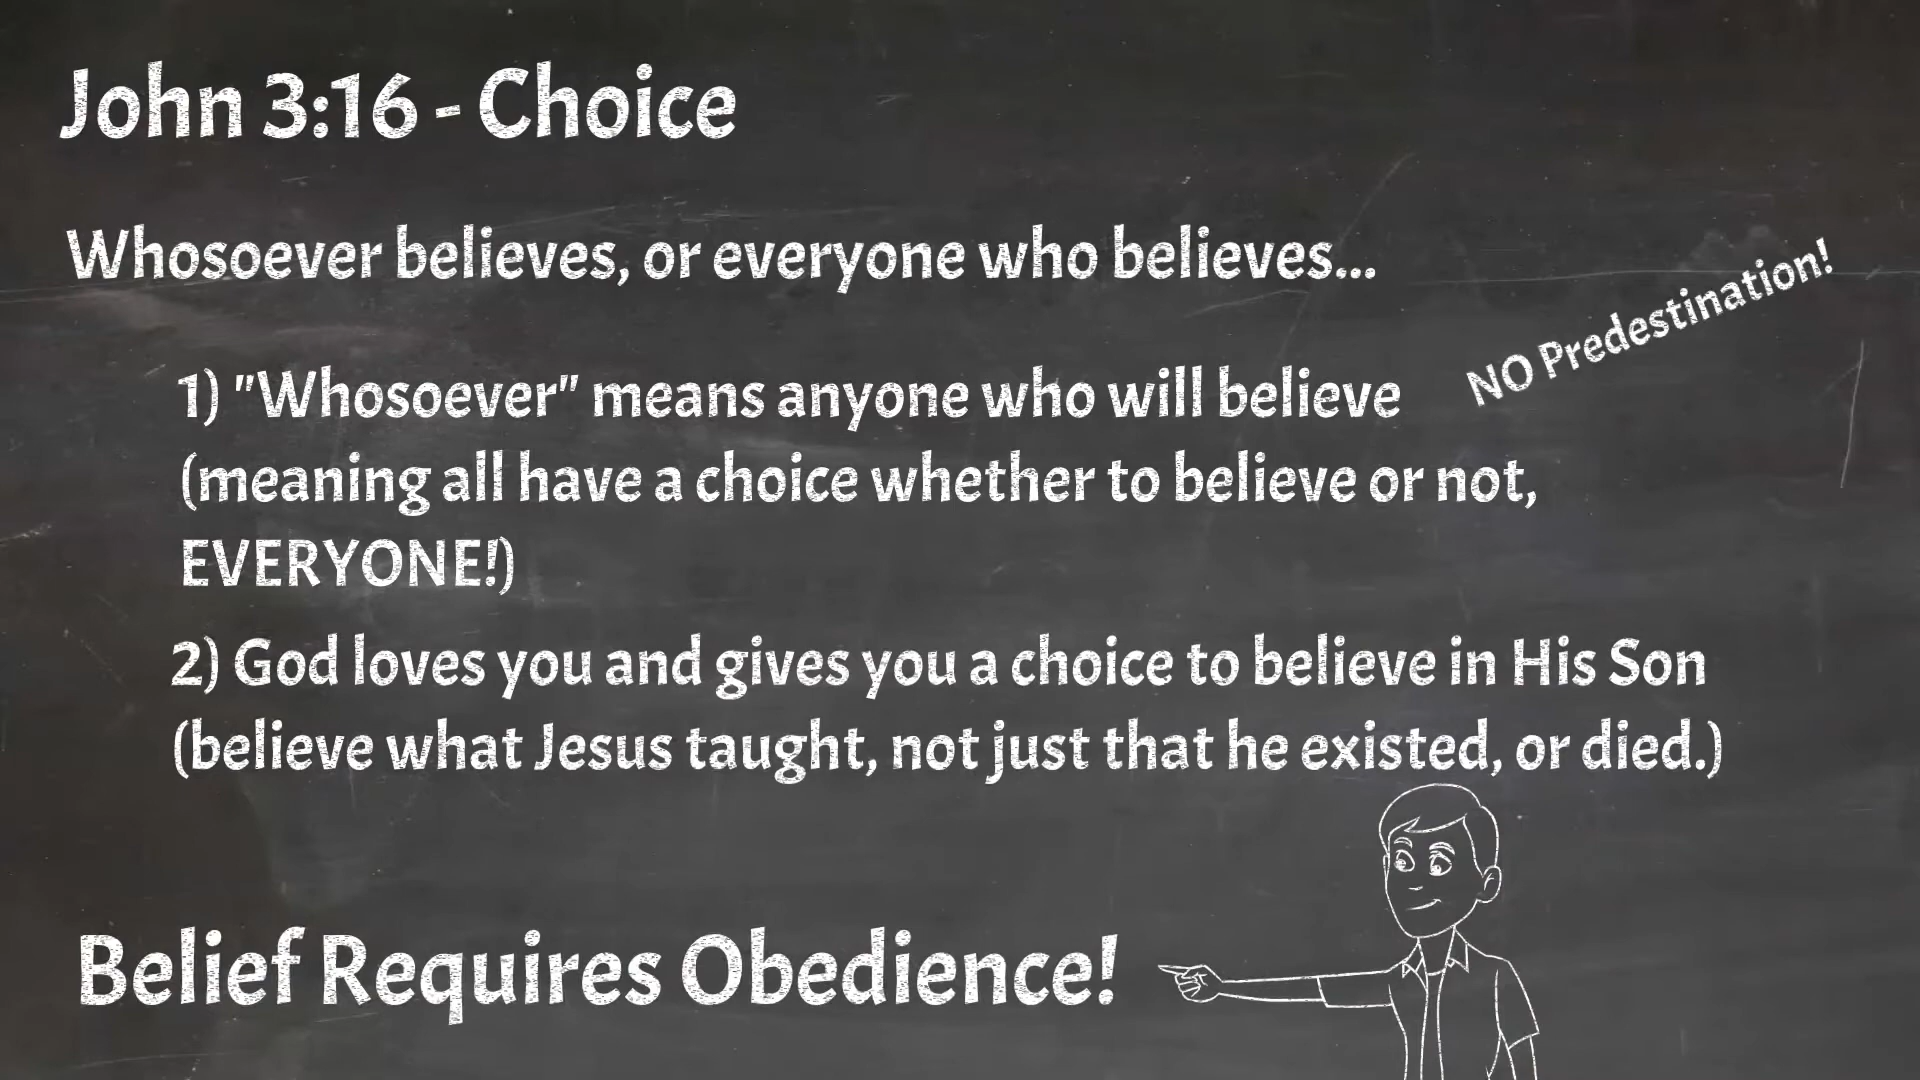 John 3:16 - Choice
Whosoever believes, or everyone who believes...
NO Predestination!
1) "Whosoever" means anyone who will believe
(meaning all have a choice whether to believe or not,
EVERYONE!)
2) God loves you and gives you a choice to believe in His Son
(believe what Jesus taught, not just that he existed, or died.)
Belief Requires Obedience!